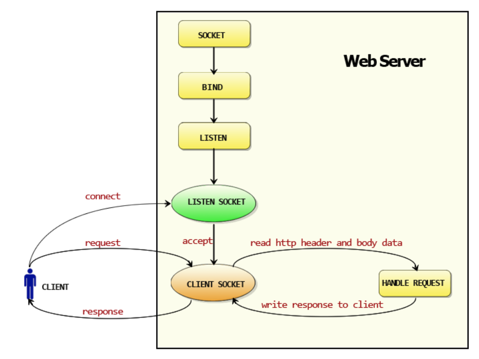 SOCKET
Web Server
BIND
LISTEN
connect
LISTEN SOCKET
request
accept
read http header and body data
CLIENT
CLIENT SOCKET
HANDLE REQUEST
response
write response to client